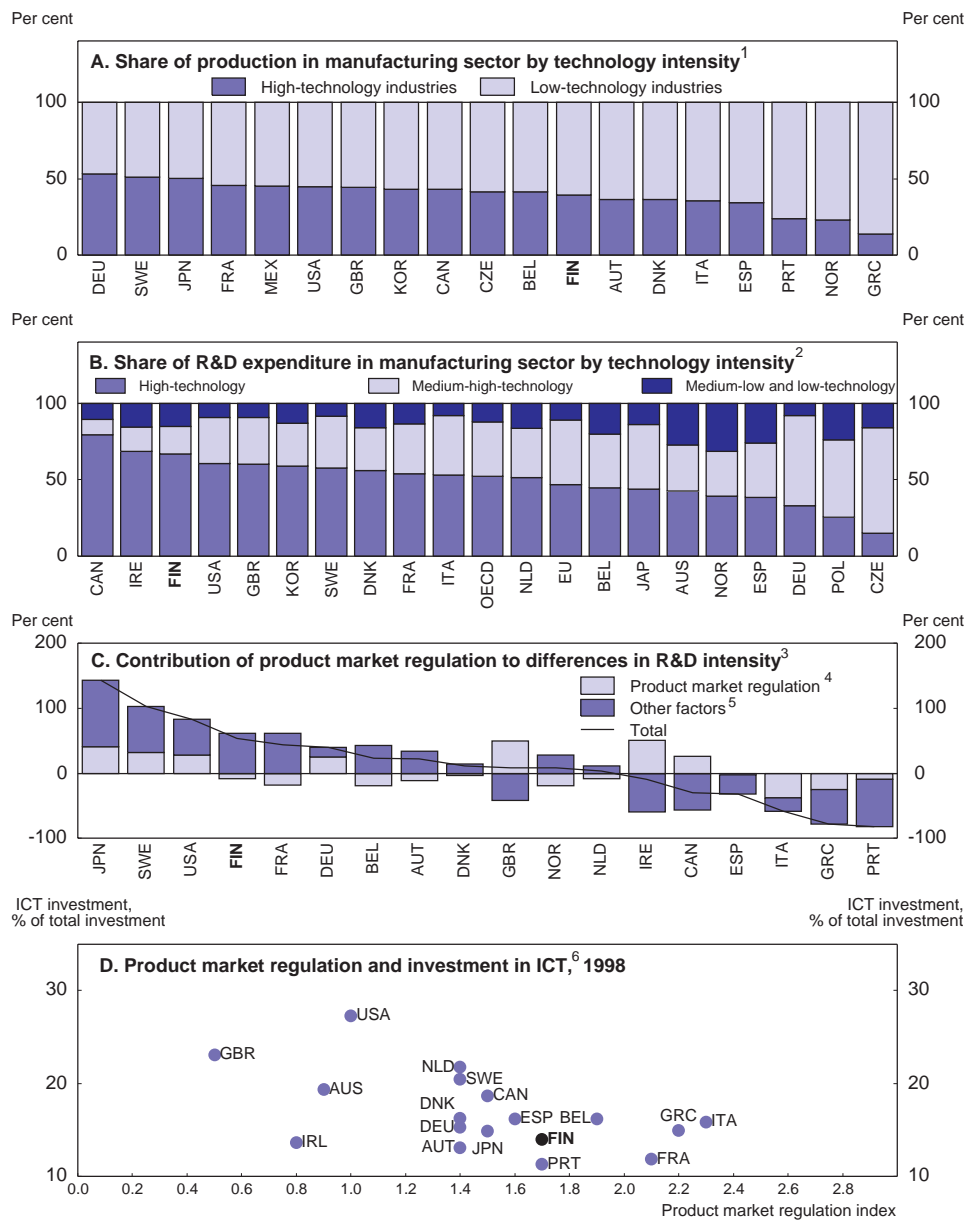 Per cent Per cent
A. Share of production in manufacturing sector by technology intensity1
High-technology industries Low-technology industries
100 100
50 50
0 0
DEU SWE JPN FRA MEX USA GBR KOR CAN CZE BEL FIN AUT DNK ITA ESP PRT NOR GRC
Per cent Per cent
B. Share of R&D expenditure in manufacturing sector by technology intensity2
High-technology Medium-high-technology Medium-low and low-technology
100 100
50 50
0 0
CAN IRE FIN USA GBR KOR SWE DNK FRA ITA OECD NLD EU BEL JAP AUS NOR ESP DEU POL CZE
Per cent Per cent
200 200
C. Contribution of product market regulation to differences in R&D intensity3
Product market regulation 4
Other factors5
100 100
Total
0 0
-100 -100
JPN SWE USA FIN FRA DEU BEL AUT DNK GBR NOR NLD IRE CAN ESP ITA GRC PRT
ICT investment, ICT investment,
% of total investment % of total investment
D. Product market regulation and investment in ICT,6 1998
30 30
USA
GBR
NLD
SWE
20 20
AUS
CAN
DNK
ESP BEL
GRC
ITA
DEU
JPN
FIN
IRL
AUT
PRT
FRA
10 10
0.0 0.2 0.4 0.6 0.8 1.0 1.2 1.4 1.6 1.8 2.0 2.2 2.4 2.6 2.8
Product market regulation index